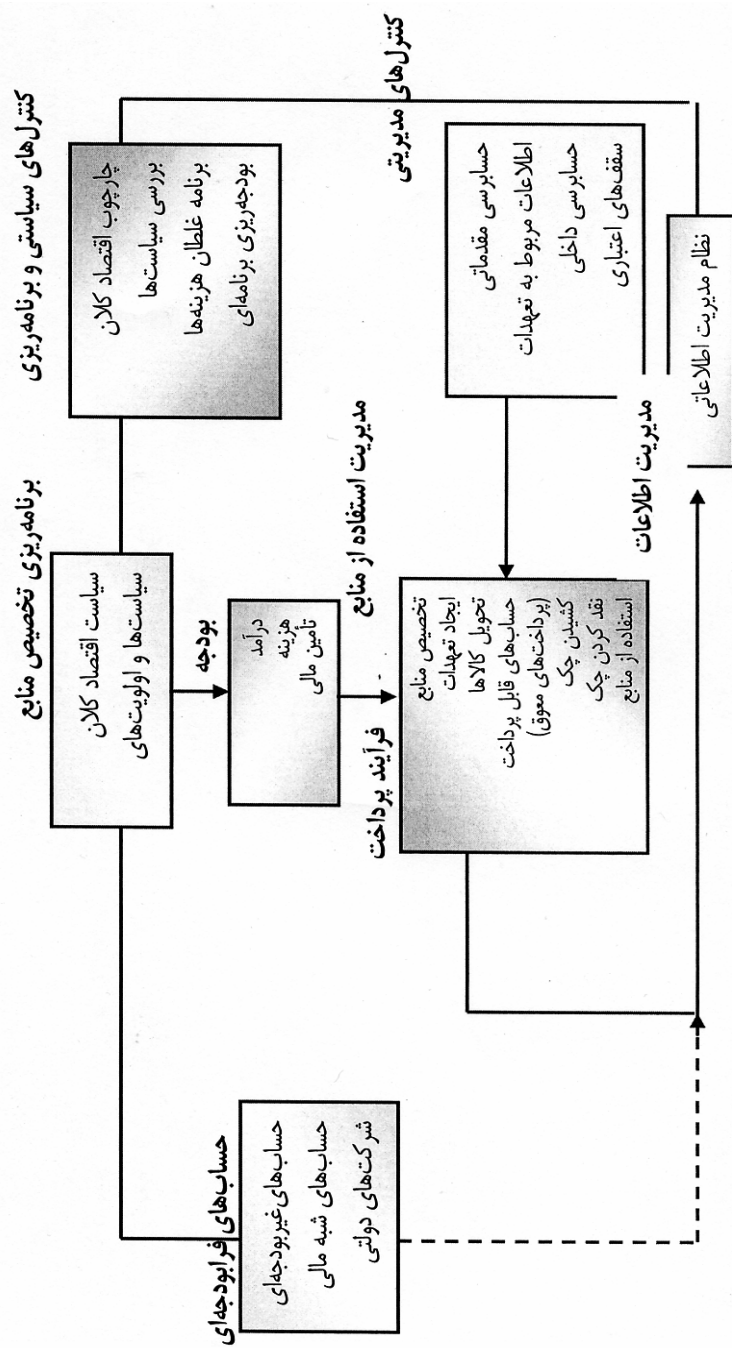 کنترل‌های سیاستی و برنامه‌ریزی
چارچوب اقتصاد کلان
بررسی سیاست‌ها
برنامه غلطان هزینه‌ها
بودجه‌ریزی برنامه‌ای
کنترل‌های مدیریتی
حسابرسی مقدماتی
اطلاعات مربوط به تعهدات
حسابرسی داخلی
سقف‌های اعتباری
نظام مدیریت اطلاعاتی
مدیریت اطلاعات
برنامه‌ریزی تخصیص منابع
سیاست اقتصاد کلان
سیاست‌ها و اولویت‌های
بودجه
درآمد
هزینه
تأمین مالی
مدیریت استفاده از منابع
فرآیند پرداخت
تخصیص منابع
ایجاد تعهدات
تحویل کالاها
حساب‌های قابل پرداخت
(پرداخت‌های معوق)
کشیدن چک
نقد کردن چک
استفاده از منابع
حساب‌های فرابودجه‌ای
حساب‌های غیربودجه‌ای
حساب‌های شبه مالی
شرکت‌های دولتی